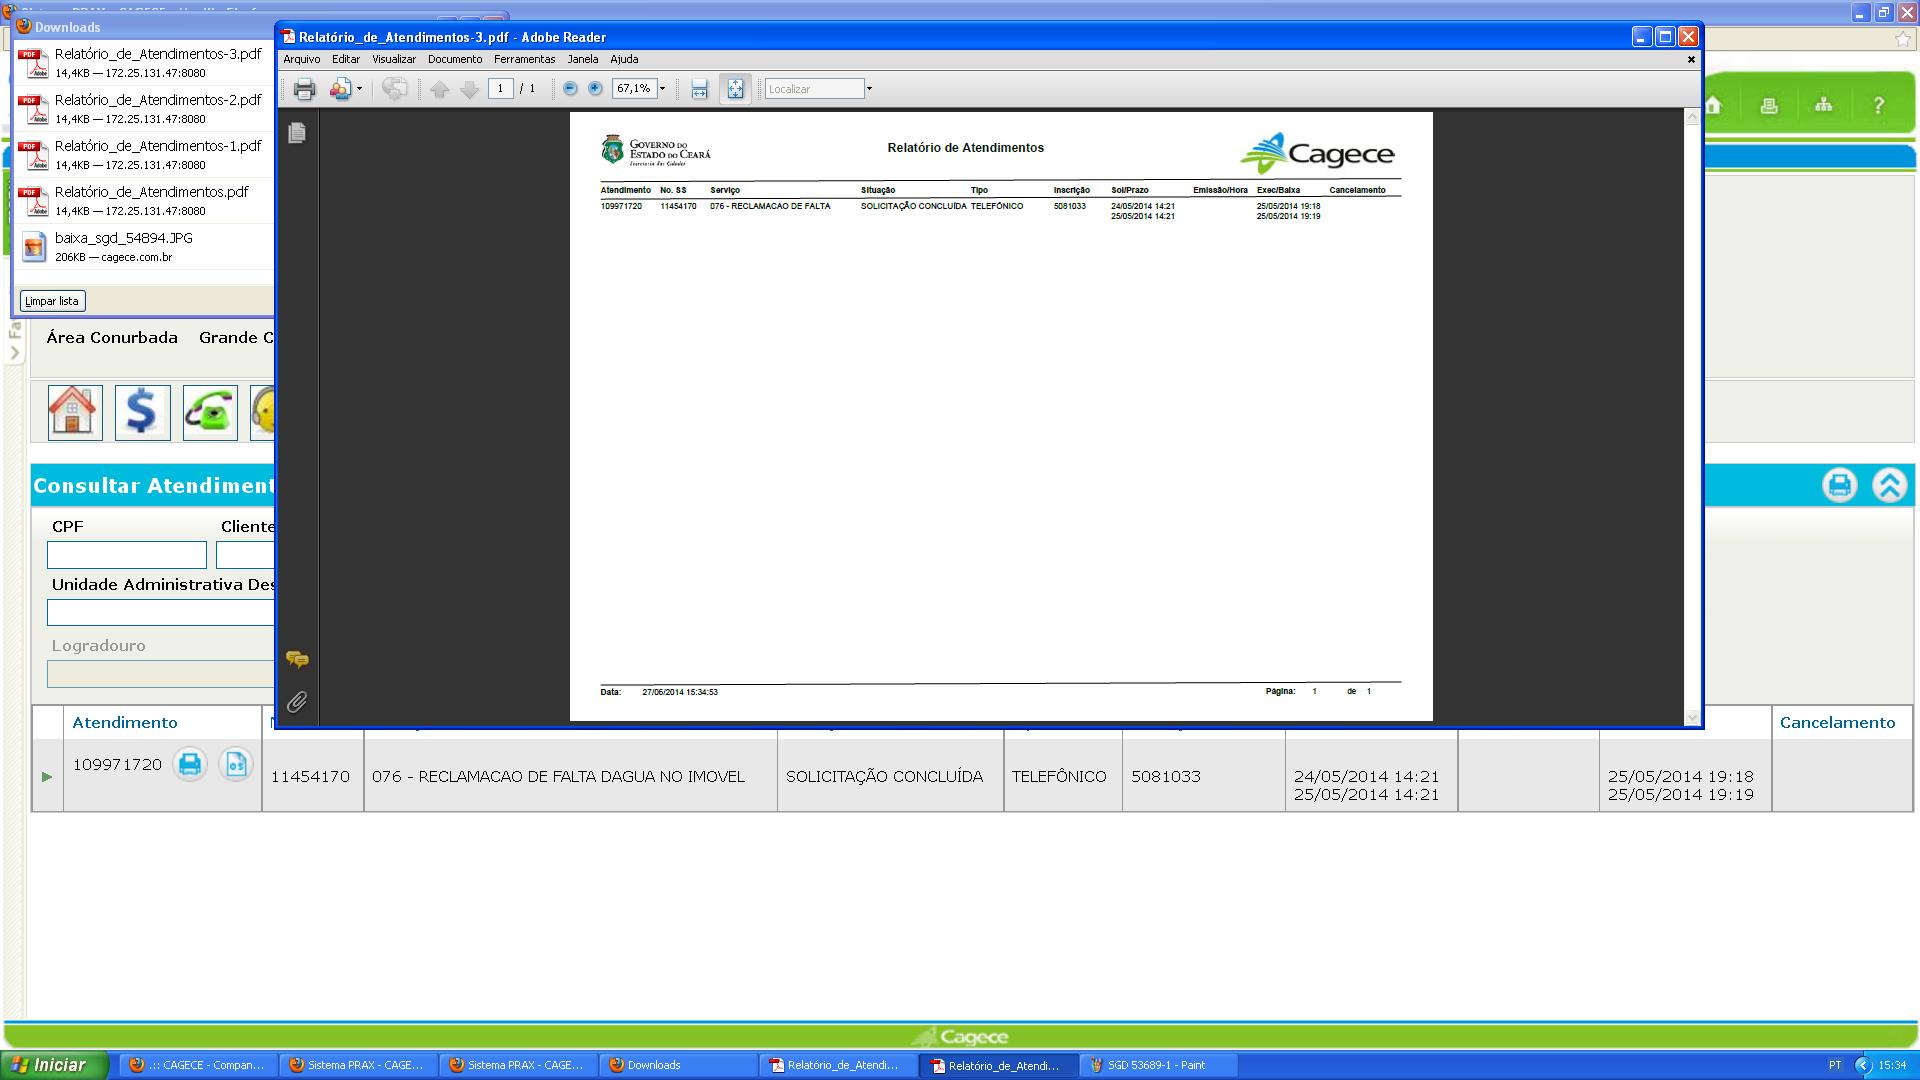 Downloads
Relatório_de_Atendimentos-3.pdf
14,4KB — 172.25.131.47:8080
Relatório_de_Atendimentos-2.pdf
14,4KB — 172.25.131.47:8080
Relatório_de_Atendimentos-1.pdf
14,4KB — 172.25.131.47:8080
Relatório_de_Atendimentos.pdf
14,4KB — 172.25.131.47:8080
baixa_sgd_54894.JPG
206KB — cagece.com.br
Limpar lista
Relatório_de_Atendimentos-3.pdf - Adobe Reader
Arquivo Editar Visualizar Documento Ferramentas Janela Ajuda
1 / 1 67,1% Localizar
GOVERNO DO
ESTADO DO CEARÁ
Secretaria das Cidades
Relatório de Atendimentos
Cagece
Atendimento No. SS Serviço Situação Tipo Inscrição Sol/Prazo Emissão/Hora Exec/Baixa Cancelamento
109971720 11454170 076 - RECLAMACAO DE FALTA SOLICITAÇÃO CONCLUÍDA TELEFÔNICO 5081033 24/05/2014 14:21 25/05/2014 19:18
25/05/2014 14:21 25/05/2014 19:19
Data: 27/06/2014 15:34:53 Página: 1 de 1
Área Conurbada Grande
Consultar
CPF Cliente
Unidade Administrativa
Logradouro
Atendimento Cancelamento
109971720 11454170 076 - RECLAMACAO DE FALTA DAGUA NO IMOVEL SOLICITAÇÃO CONCLUÍDA TELEFÔNICO 5081033 24/05/2014 14:21 25/05/2014 19:18
25/05/2014 14:21 25/05/2014 19:19
Cagece
Iniciar .:: CAGECE - Compan... Sistema PRAX - CAGE... Sistema PRAX - CAGE... Downloads Relatório_de_Atendi... Relatório_de_Atendi... SGD 53689-1 - Paint PT 15:34